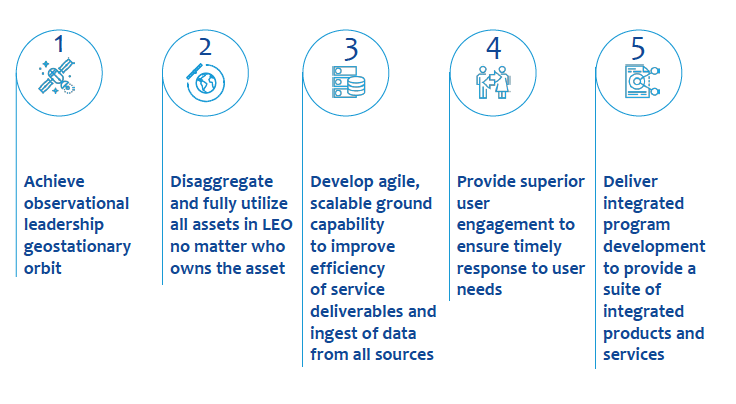 1
Achieve
observational
leadership
geostationary
orbit
2
Disaggregate
and fully utilize
all assets in LEO
no matter who
owns the asset
3
Develop agile,
scalable ground
capability
to improve
efficiency
of service
deliverables and
ingest of data
from all sources
4
Provide superior
user
engagement to
ensure timely
response to user
needs
5
Deliver
integrated
program
development
to provide a
suite of
integrated
products and
services